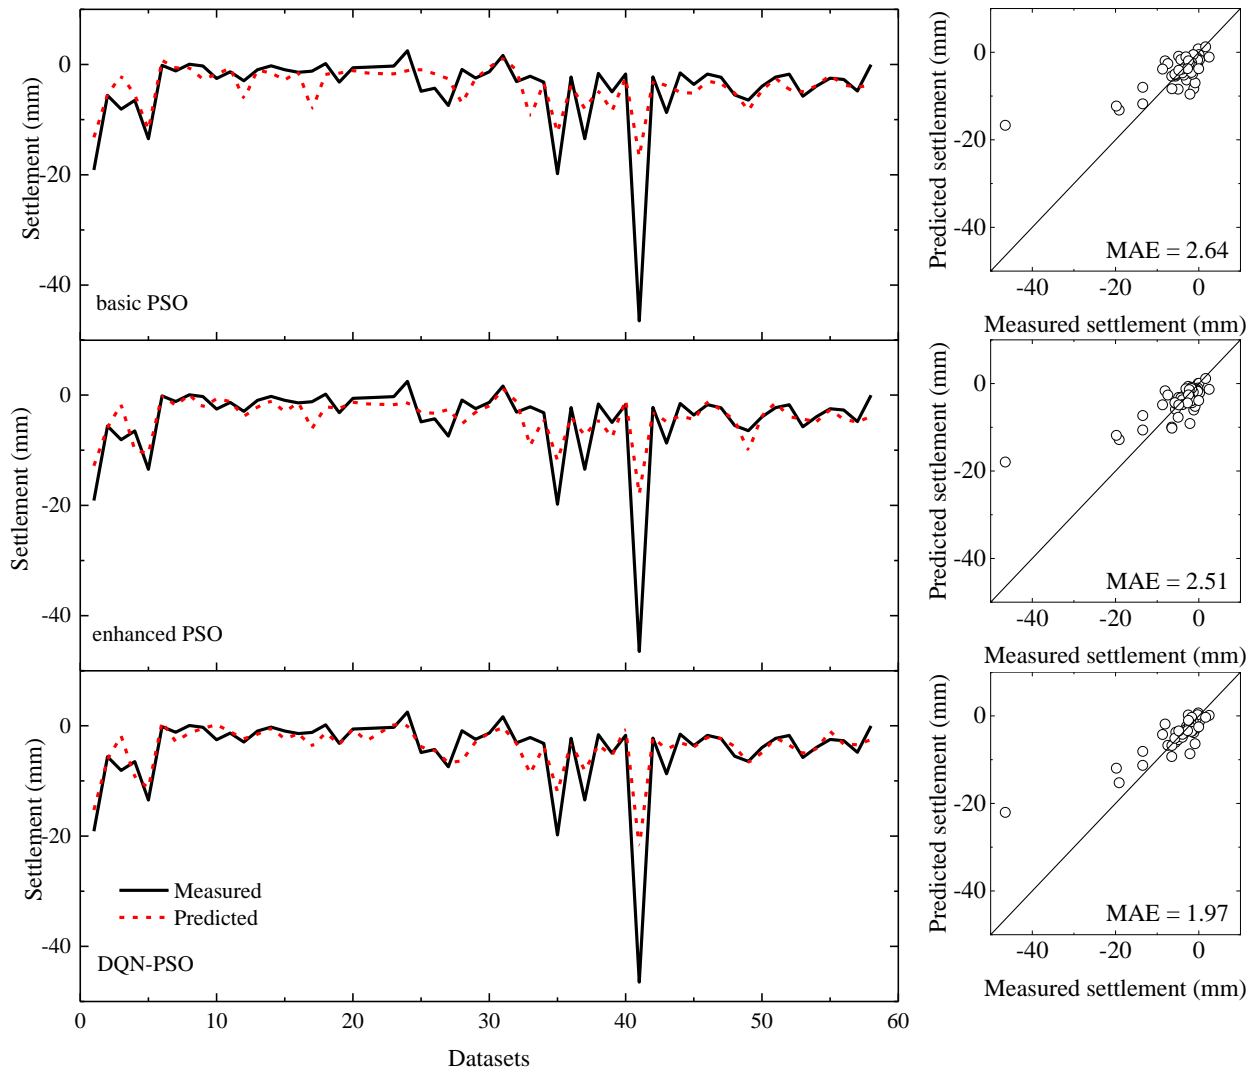 Settlement (mm)
0
-20
-40
basic PSO
Predicted settlement (mm)
0
-20
-40
MAE = 2.64
-40
-20
0
Measured settlement (mm)
Settlement (mm)
0
-20
-40
enhanced PSO
Predicted settlement (mm)
0
-20
-40
MAE = 2.51
-40
-20
0
Measured settlement (mm)
Settlement (mm)
0
-20
-40
Measured
Predicted
DQN-PSO
0
10
20
30
40
50
60
Datasets
Predicted settlement (mm)
0
-20
-40
MAE = 1.97
-40
-20
0
Measured settlement (mm)